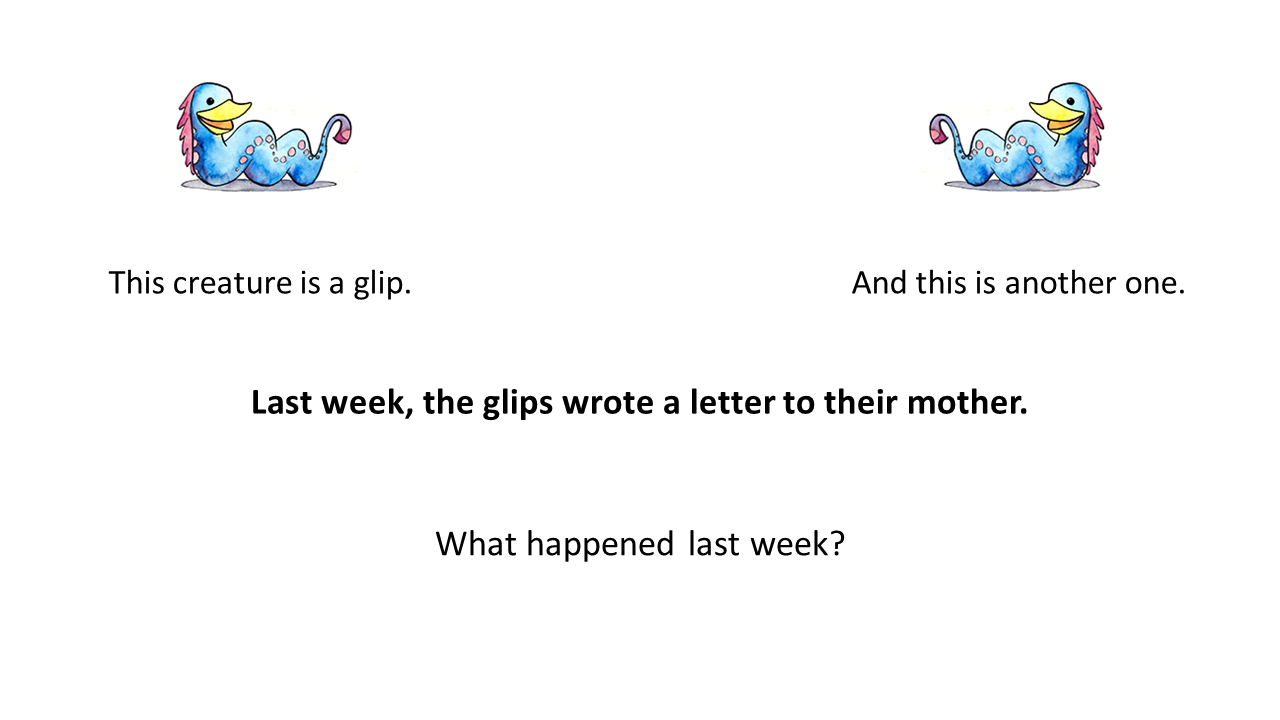 This creature is a glip.
And this is another one.
Last week, the glips wrote a letter to their mother.
What happened last week?